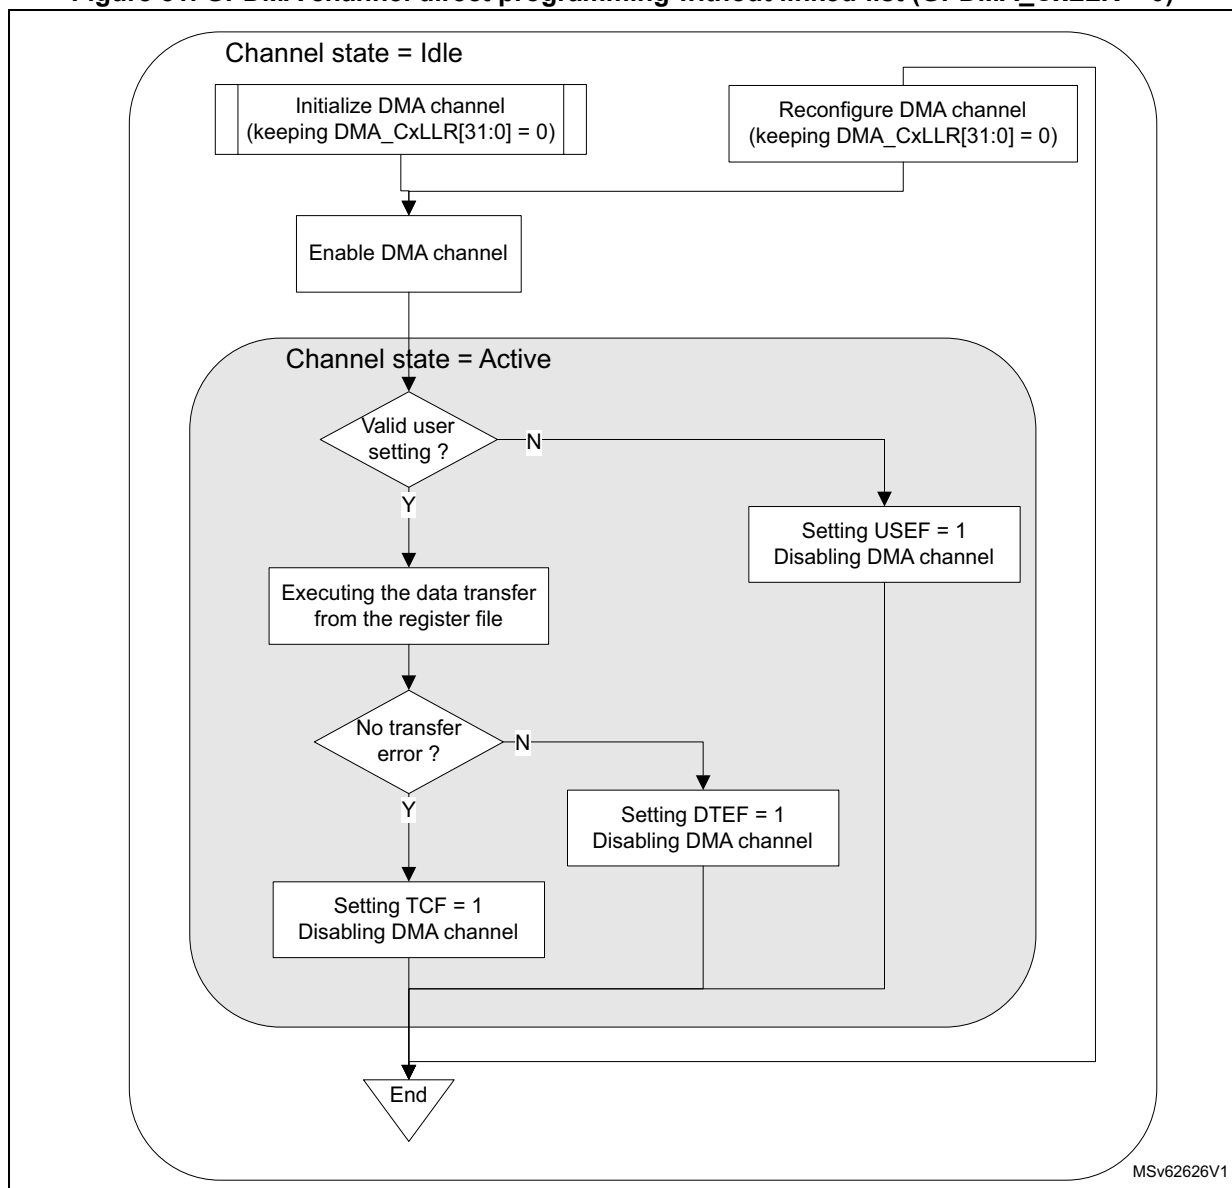 Channel state = Idle
Initialize DMA channel
(keeping DMA_CxLLR[31:0] = 0)
Reconfigure DMA channel
(keeping DMA_CxLLR[31:0] = 0)
Enable DMA channel
Channel state = Active
Valid user
setting ?
N
Y
Setting USEF = 1
Disabling DMA channel
Executing the data transfer
from the register file
No transfer
error ?
N
Y
Setting DTEF = 1
Disabling DMA channel
Setting TCF = 1
Disabling DMA channel
End
MSv62626V1